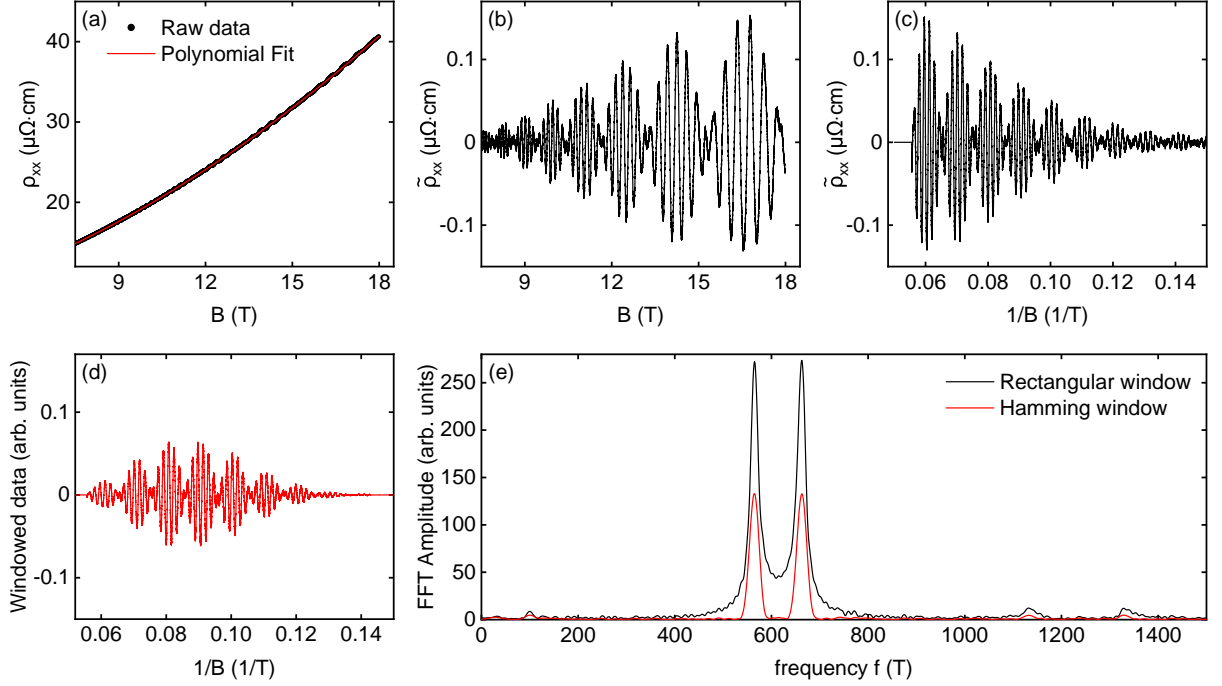 (a)
Raw data
Polynomial Fit
ρxx (μΩ·cm)
40
30
20
9
12
15
18
B (T)
(b)
ρ̃xx (μΩ·cm)
0.1
0
-0.1
9
12
15
18
B (T)
(c)
ρ̃xx (μΩ·cm)
0.1
0
-0.1
0.06
0.08
0.10
0.12
0.14
1/B (1/T)
(d)
Windowed data (arb. units)
0.1
0
-0.1
0.06
0.08
0.10
0.12
0.14
1/B (1/T)
(e)
Rectangular window
Hamming window
FFT Amplitude (arb. units)
250
200
150
100
50
0
0
200
400
600
800
1000
1200
1400
frequency f (T)